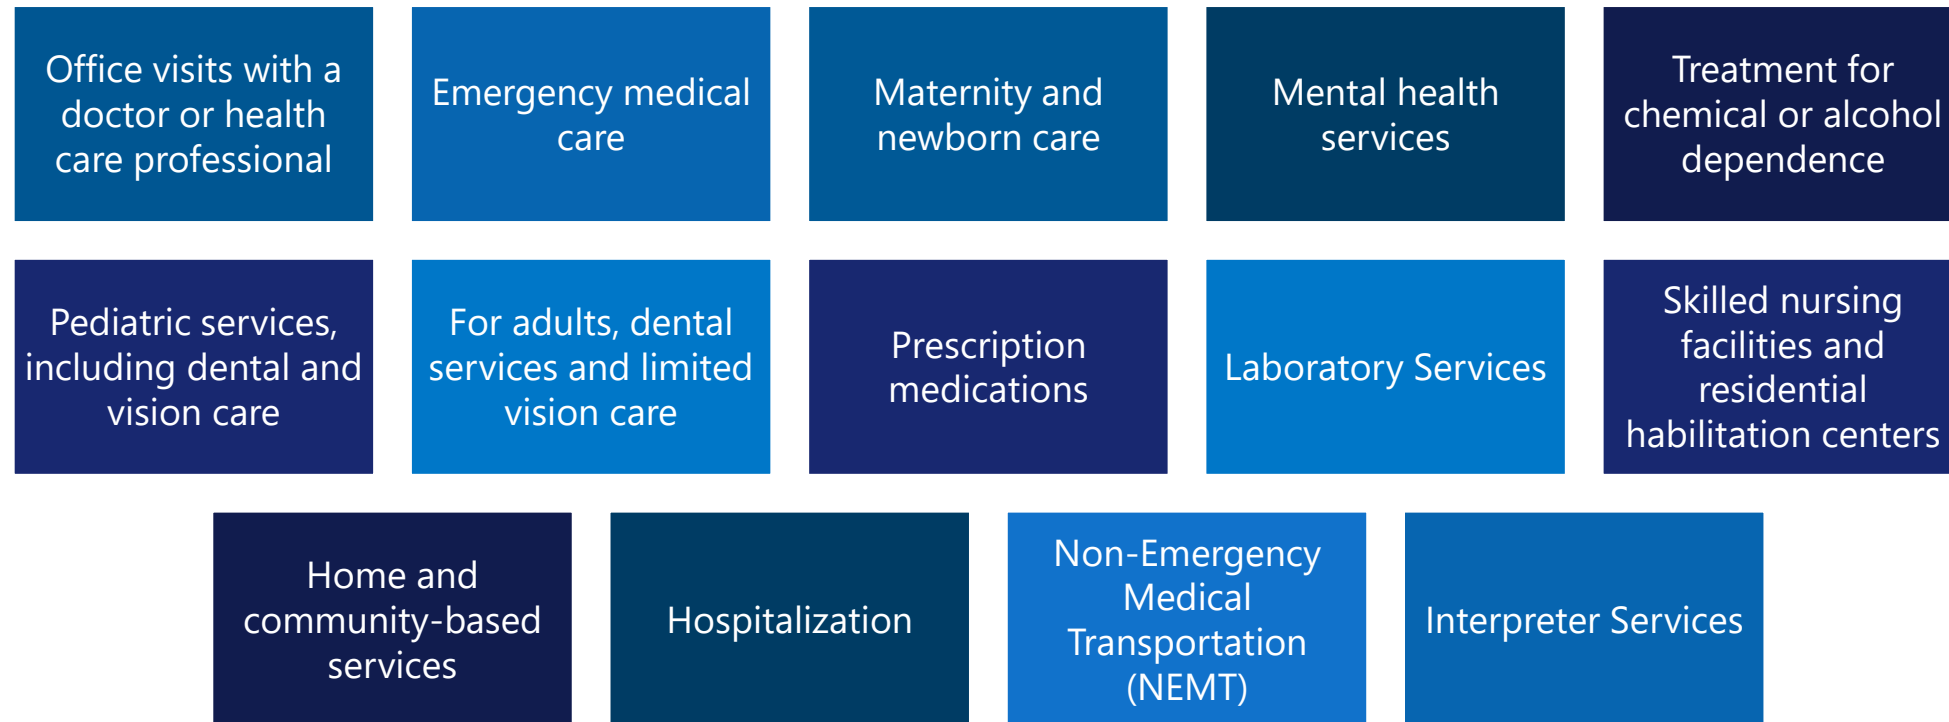 Office visits with a
doctor or health
care professional
Emergency medical
care
Maternity and
newborn care
Mental health
services
Treatment for
chemical or alcohol
dependence
Pediatric services,
including dental and
vision care
For adults, dental
services and limited
vision care
Prescription
medications
Laboratory Services
Skilled nursing
facilities and
residential
habilitation centers
Home and
community-based
services
Hospitalization
Non-Emergency
Medical
Transportation
(NEMT)
Interpreter Services